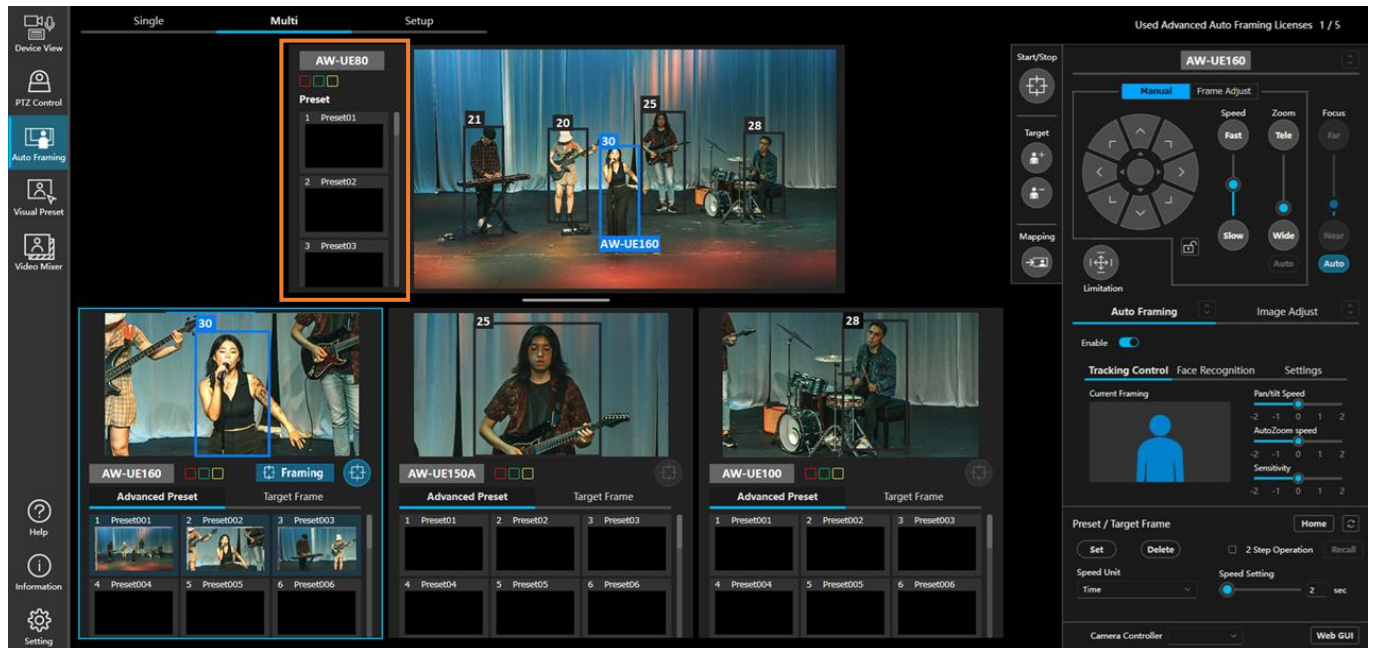 Single Multi Setup
Used Advanced Auto Framing Licenses 1 / 5
Device View
PTZ Control
Auto Framing
Visual Preset
Video Mixer
Help
Information
Setting
AW-UE80
Preset
1 Preset01
2 Preset02
3 Preset03
21
20
30
25
28
AW-UE160
Start/Stop
Target
Mapping
30
AW-UE160
Framing
Advanced Preset Target Frame
1 Preset001 2 Preset002 3 Preset003
4 Preset004 5 Preset005 6 Preset006
25
AW-UE150A
Advanced Preset Target Frame
1 Preset01 2 Preset02 3 Preset03
4 Preset04 5 Preset05 6 Preset06
28
AW-UE100
Advanced Preset Target Frame
1 Preset001 2 Preset002 3 Preset003
4 Preset004 5 Preset005 6 Preset006
AW-UE160
Manual Frame Adjust
Speed Zoom Focus
Fast Tele Far
Slow Wide Near
Auto Auto
Limitation
Auto Framing Image Adjust
Enable
Tracking Control Face Recognition Settings
Current Framing
Pan/tilt Speed
-2 -1 0 1 2
AutoZoom speed
-2 -1 0 1 2
Sensitivity
-2 -1 0 1 2
Preset / Target Frame Home
Set Delete 2 Step Operation Recall
Speed Unit Speed Setting
Time 2 sec
Camera Controller Web GUI